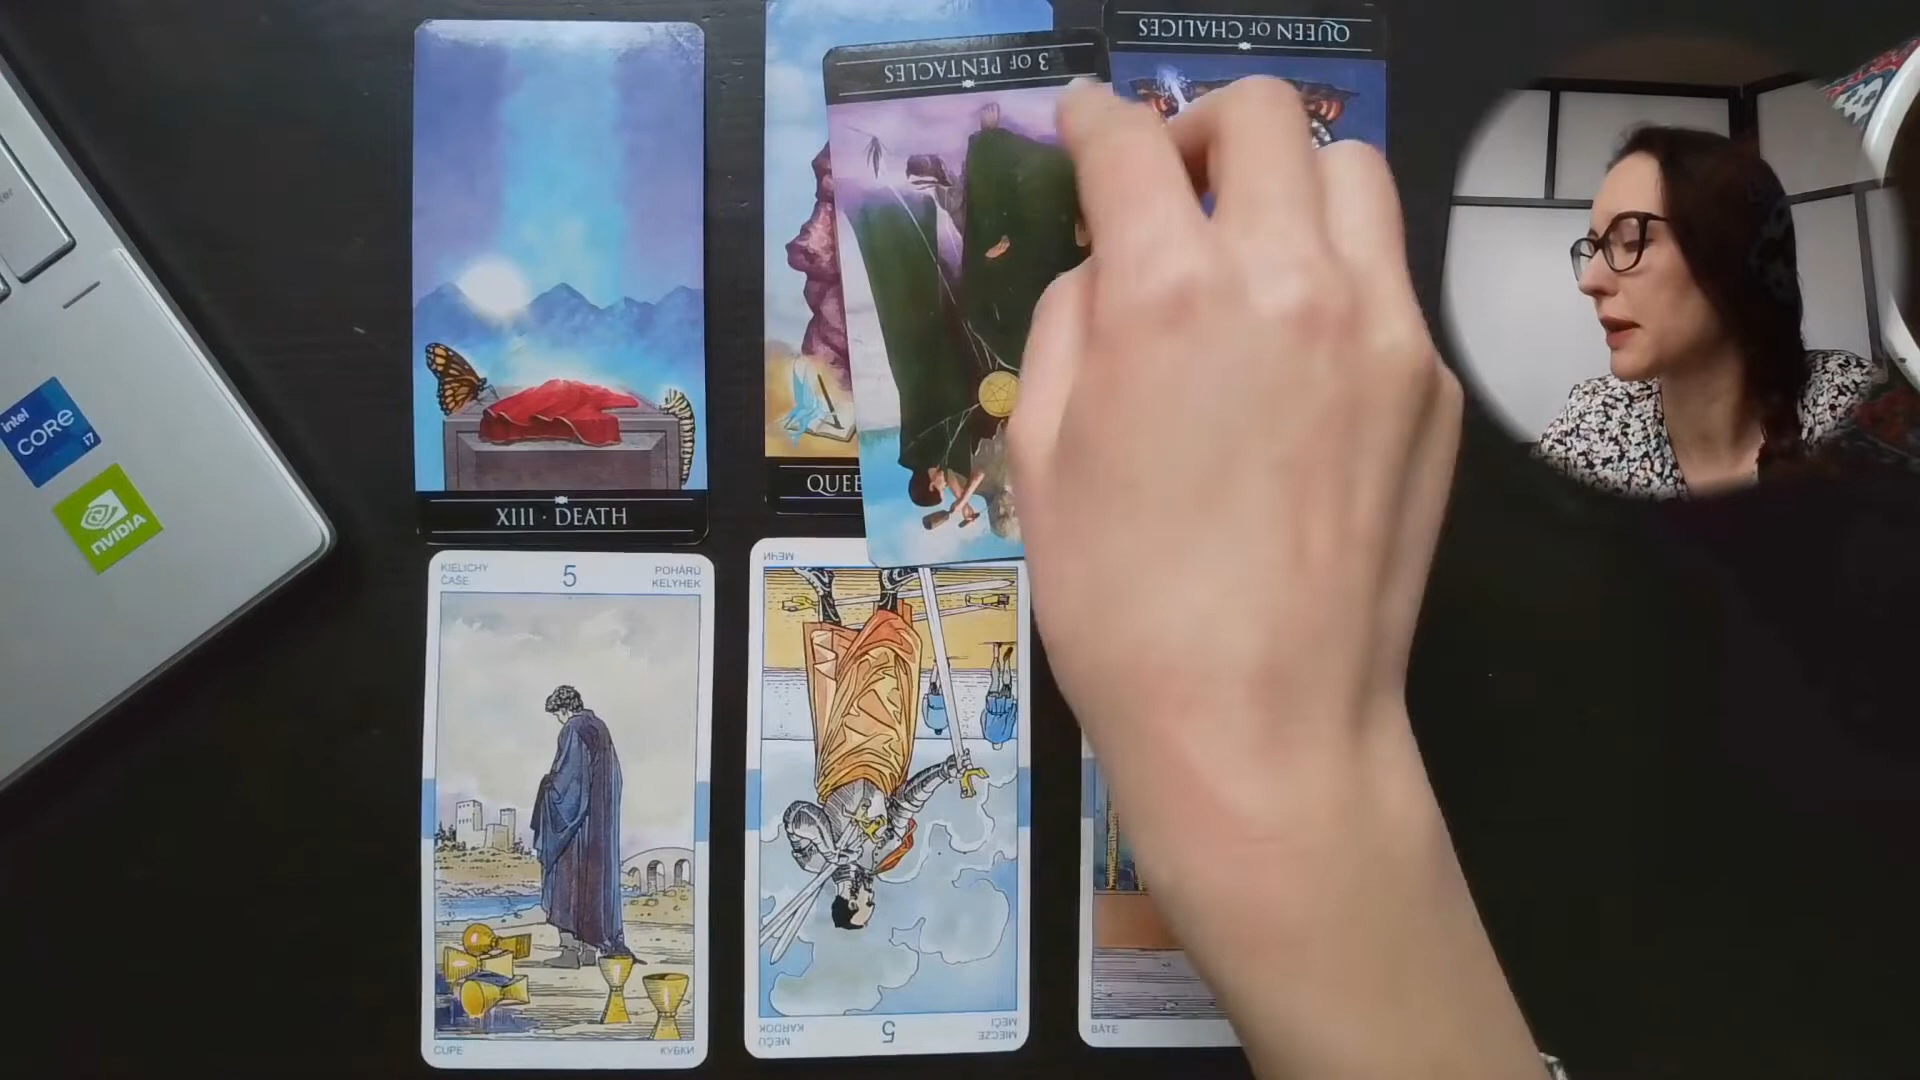 QUEEN OF CHALICES
3 OF PENTACLES
intel
CORE
i7
NVIDIA
XIII · DEATH
QUEE
KIELICHY
ČAŠE
5
POHÁRŮ
KELYHEK
CUPE
КУБКИ
МЕЧИ
MEČŮ
KARDOK
5
MIECZE
MEČI
BÂTE